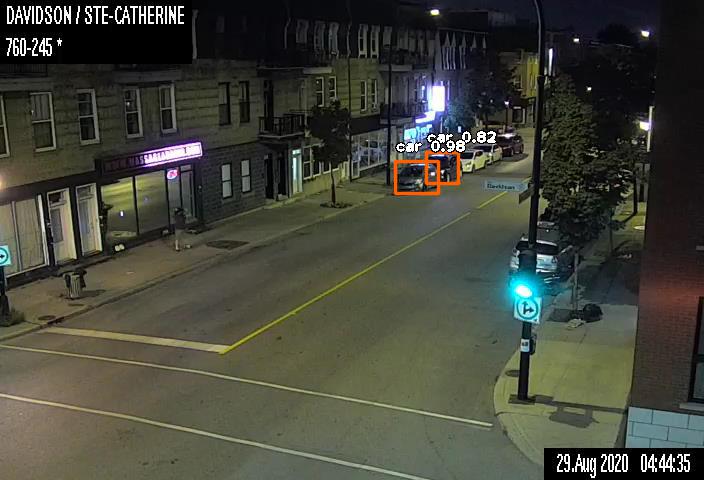 DAVIDSON / STE-CATHERINE
760-245 *
car 0.82
car 0.98
Davidson
29.Aug 2020 04:44:35